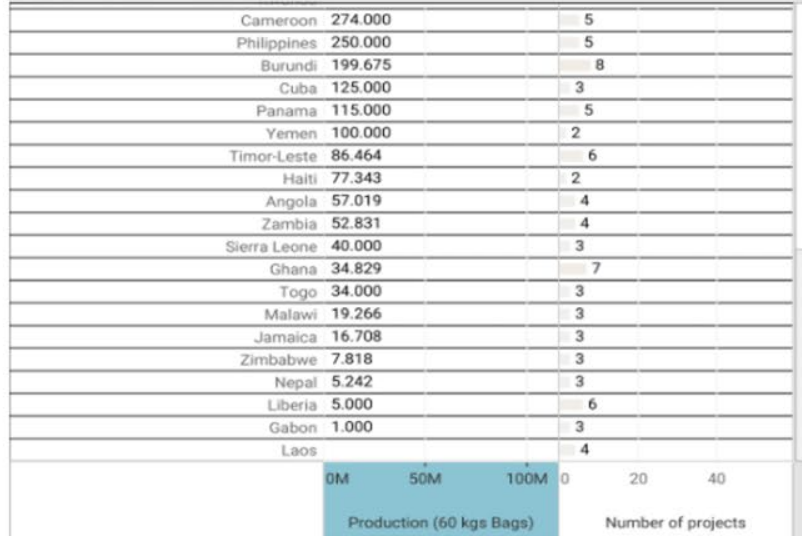 Cameroon 274.000 5
Philippines 250.000 5
Burundi 199.675 8
Cuba 125.000 3
Panama 115.000 5
Yemen 100.000 2
Timor-Leste 86.464 6
Haiti 77.343 2
Angola 57.019 4
Zambia 52.831 4
Sierra Leone 40.000 3
Ghana 34.829 7
Togo 34.000 3
Malawi 19.266 3
Jamaica 16.708 3
Zimbabwe 7.818 3
Nepal 5.242 3
Liberia 5.000 6
Gabon 1.000 3
Laos 4
0M 50M 100M 0 20 40
Production (60 kgs Bags) Number of projects